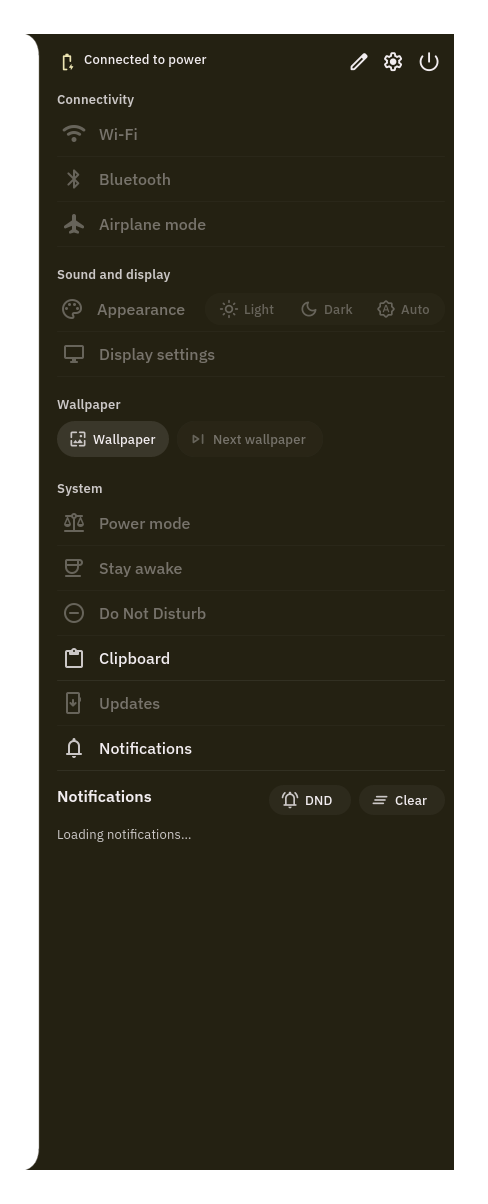 Connected to power
Connectivity
Wi-Fi
Bluetooth
Airplane mode
Sound and display
Appearance Light Dark Auto
Display settings
Wallpaper
Wallpaper Next wallpaper
System
Power mode
Stay awake
Do Not Disturb
Clipboard
Updates
Notifications
Notifications DND Clear
Loading notifications...